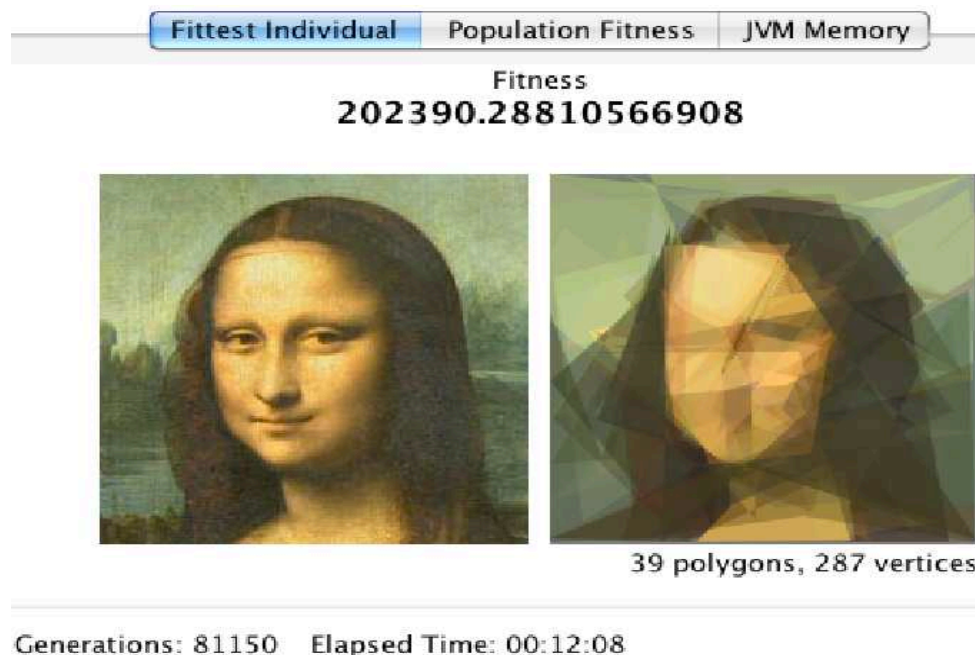 Fittest Individual Population Fitness JVM Memory
Fitness
202390.28810566908
39 polygons, 287 vertices
Generations: 81150 Elapsed Time: 00:12:08